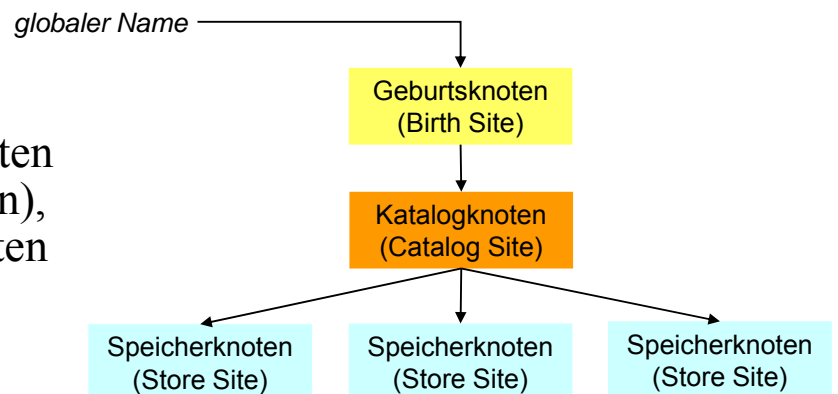 globaler Name
Geburtsknoten
(Birth Site)
ten
n),
ten
Katalogknoten
(Catalog Site)
Speicherknoten
(Store Site)
Speicherknoten
(Store Site)
Speicherknoten
(Store Site)